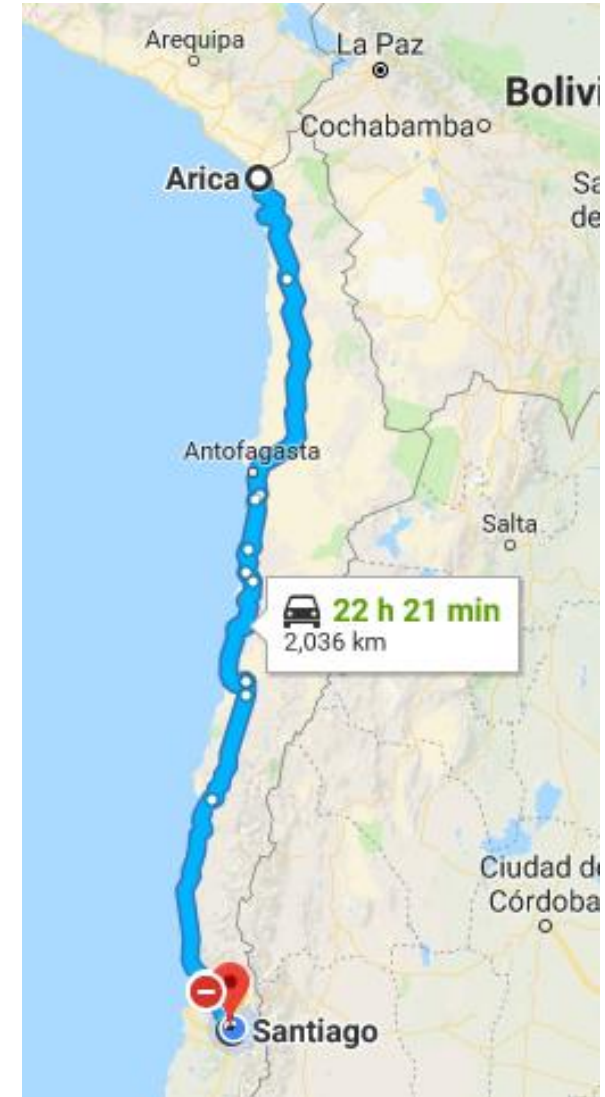 Arequipa
La Paz
Bolivi
Cochabamba
Arica
Sa
de
Antofagasta
Salta
22 h 21 min
2,036 km
Ciudad de
Córdoba
Santiago